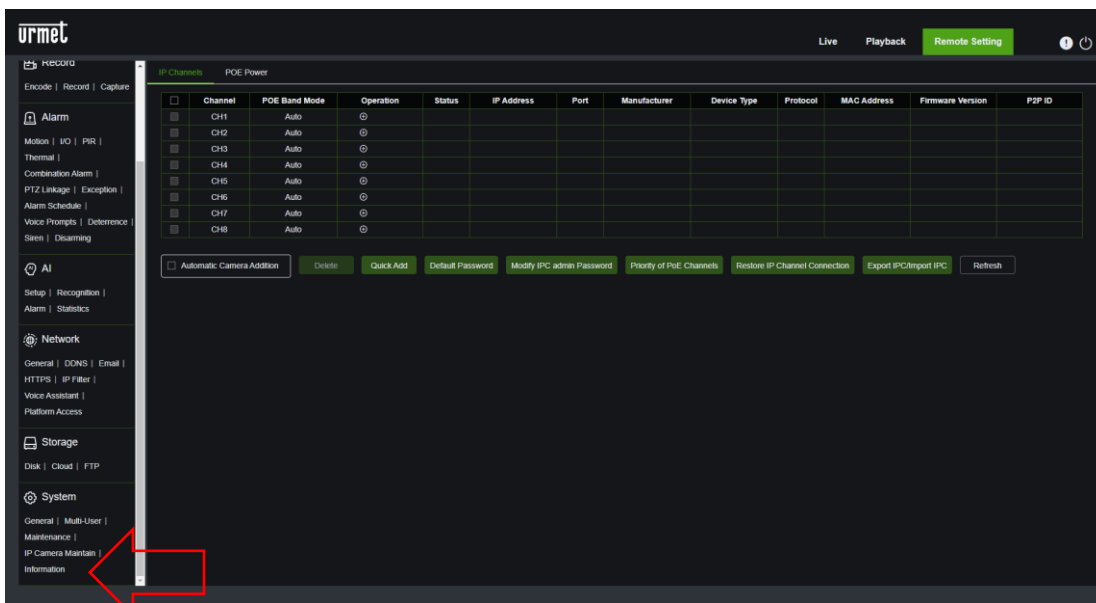 urmet
Live Playback Remote Setting
Record
Encode | Record | Capture
Alarm
Motion | I/O | PIR |
Thermal |
Combination Alarm |
PTZ Linkage | Exception |
Alarm Schedule |
Voice Prompts | Deterrence |
Siren | Disarming
AI
Setup | Recognition |
Alarm | Statistics
Network
General | DDNS | Email |
HTTPS | IP Filter |
Voice Assistant |
Platform Access
Storage
Disk | Cloud | FTP
System
General | Multi-User |
Maintenance |
IP Camera Maintain |
Information
IP Channels POE Power
Channel POE Band Mode Operation Status IP Address Port Manufacturer Device Type Protocol MAC Address Firmware Version P2P ID
CH1 Auto
CH2 Auto
CH3 Auto
CH4 Auto
CH5 Auto
CH6 Auto
CH7 Auto
CH8 Auto
Automatic Camera Addition Delete Quick Add Default Password Modify IPC admin Password Priority of PoE Channels Restore IP Channel Connection Export IPC/Import IPC Refresh